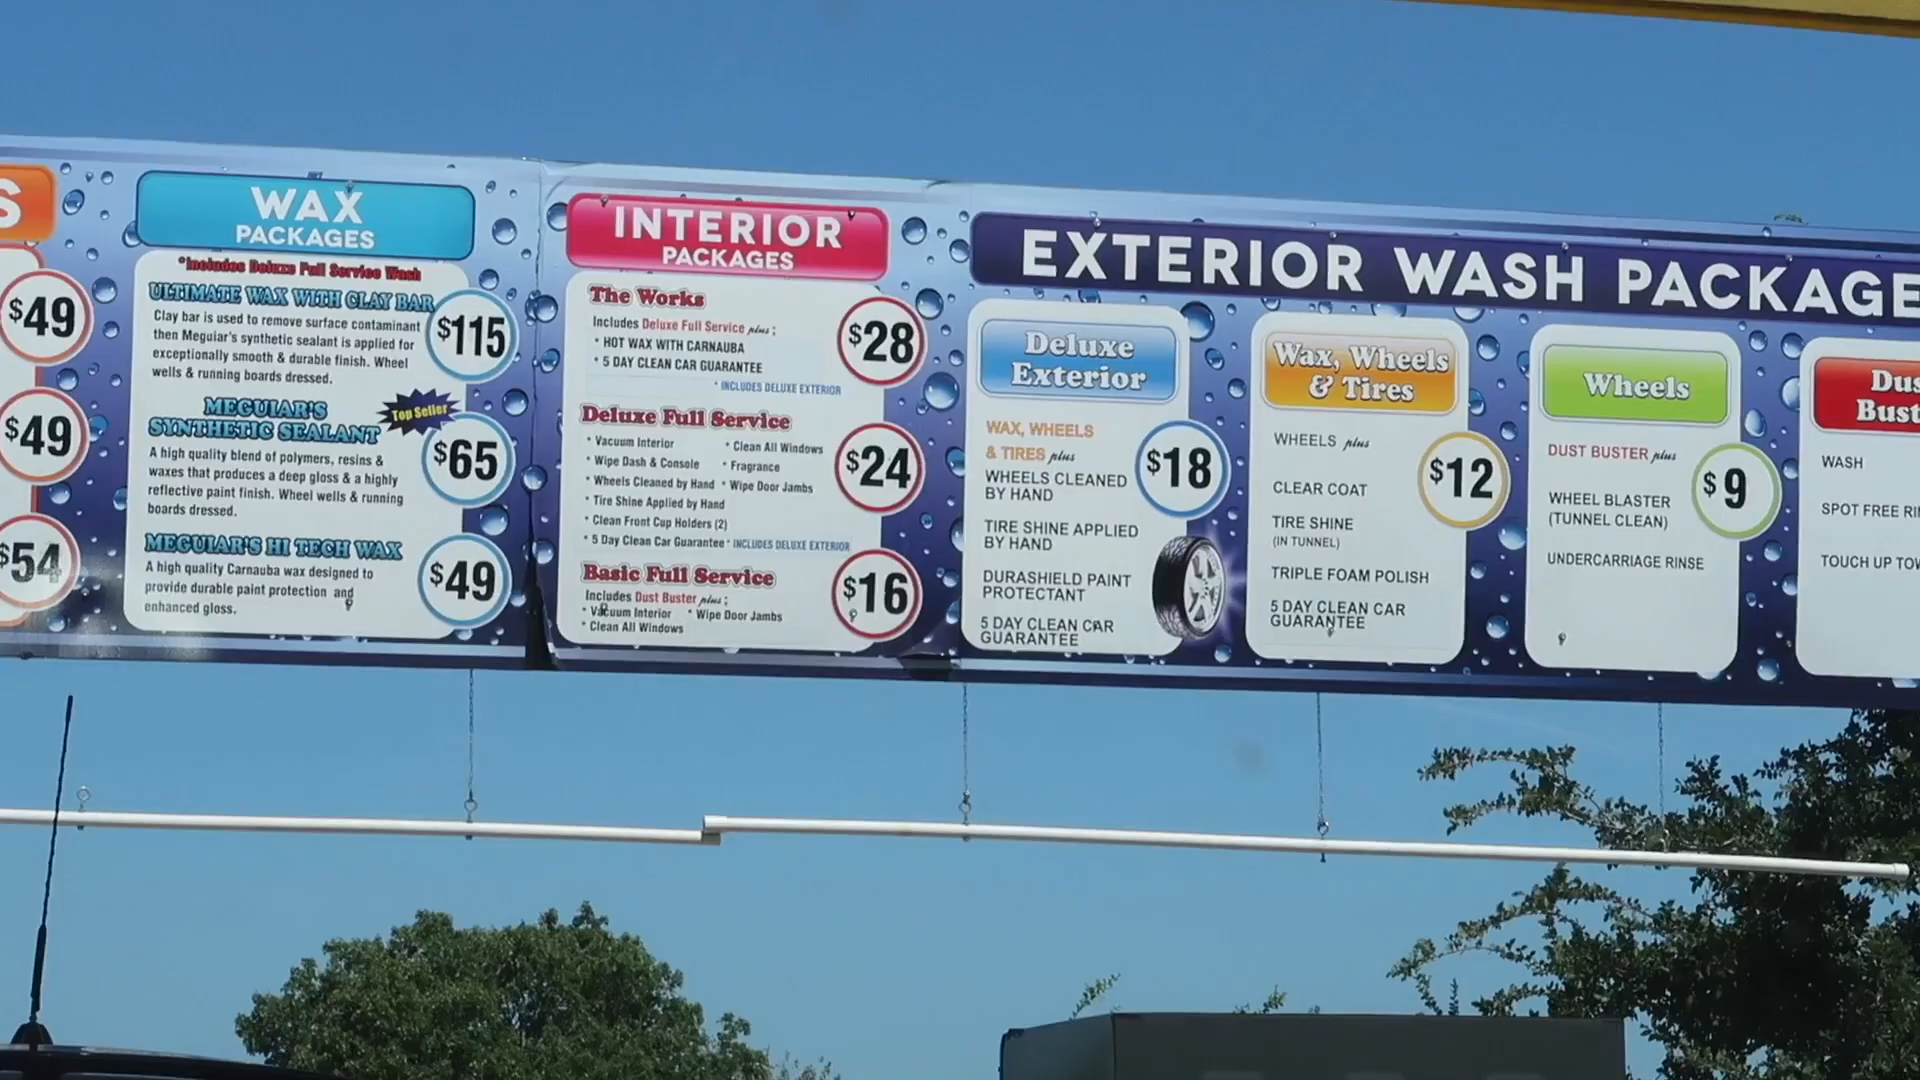 S
$49
$49
$54
WAX
PACKAGES
*Includes Deluxe Full Service Wash
ULTIMATE WAX WITH CLAY BAR
Clay bar is used to remove surface contaminant
then Meguiar's synthetic sealant is applied for
exceptionally smooth & durable finish. Wheel
wells & running boards dressed.
$115
Top Seller
MEGUIAR'S
SYNTHETIC SEALANT
A high quality blend of polymers, resins &
waxes that produces a deep gloss & a highly
reflective paint finish. Wheel wells & running
boards dressed.
$65
MEGUIAR'S HI TECH WAX
A high quality Carnauba wax designed to
provide durable paint protection and
enhanced gloss.
$49
INTERIOR
PACKAGES
The Works
Includes Deluxe Full Service plus;
* HOT WAX WITH CARNAUBA
* 5 DAY CLEAN CAR GUARANTEE
* INCLUDES DELUXE EXTERIOR
$28
Deluxe Full Service
* Vacuum Interior * Clean All Windows
* Wipe Dash & Console * Fragrance
* Wheels Cleaned by Hand * Wipe Door Jambs
* Tire Shine Applied by Hand
* Clean Front Cup Holders (2)
* 5 Day Clean Car Guarantee * INCLUDES DELUXE EXTERIOR
$24
Basic Full Service
Includes Dust Buster plus;
* Vacuum Interior * Wipe Door Jambs
* Clean All Windows
$16
EXTERIOR WASH PACKAGE
Deluxe
Exterior
WAX, WHEELS
& TIRES plus
WHEELS CLEANED
BY HAND
TIRE SHINE APPLIED
BY HAND
DURASHIELD PAINT
PROTECTANT
5 DAY CLEAN CAR
GUARANTEE
$18
Wax, Wheels
& Tires
WHEELS plus
CLEAR COAT
TIRE SHINE
(IN TUNNEL)
TRIPLE FOAM POLISH
5 DAY CLEAN CAR
GUARANTEE
$12
Wheels
DUST BUSTER plus
WHEEL BLASTER
(TUNNEL CLEAN)
UNDERCARRIAGE RINSE
$9
Dus
Bust
WASH
SPOT FREE RI
TOUCH UP TOW